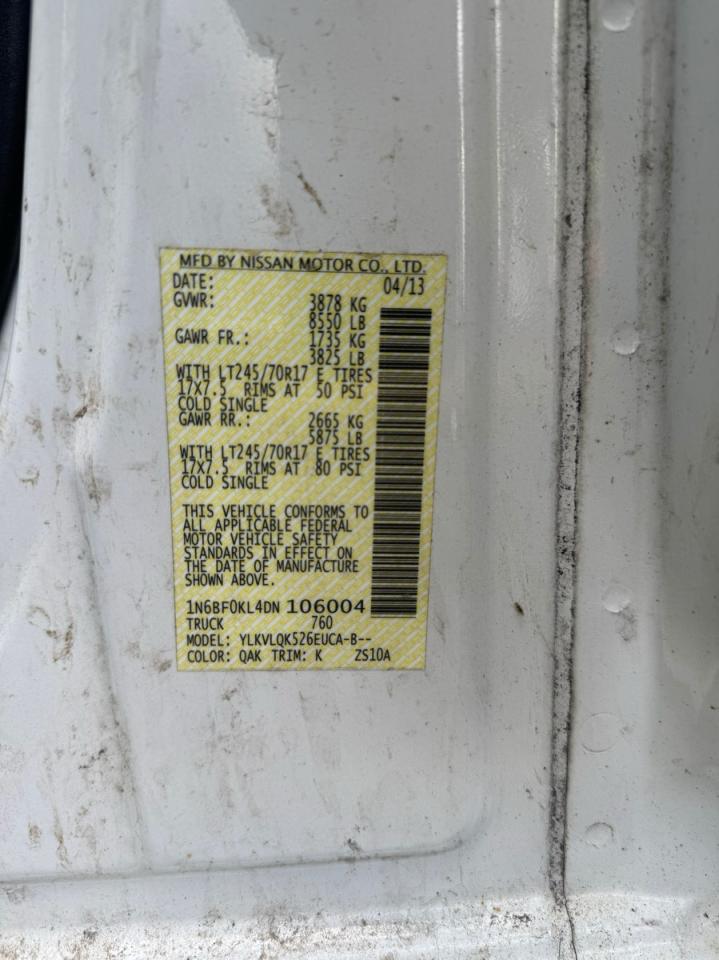 MFD BY NISSAN MOTOR CO., LTD.
DATE: 04/13
GVWR: 3878 KG
8550 LB
GAWR FR.: 1735 KG
3825 LB
WITH LT245/70R17 E TIRES
17X7.5 RIMS AT 50 PSI
COLD SINGLE
GAWR RR.: 2665 KG
5875 LB
WITH LT245/70R17 E TIRES
17X7.5 RIMS AT 80 PSI
COLD SINGLE
THIS VEHICLE CONFORMS TO
ALL APPLICABLE FEDERAL
MOTOR VEHICLE SAFETY
STANDARDS IN EFFECT ON
THE DATE OF MANUFACTURE
SHOWN ABOVE.
1N6BF0KL4DN 106004
TRUCK 760
MODEL: YLKVLQK526EUCA-B--
COLOR: QAK TRIM: K ZS10A